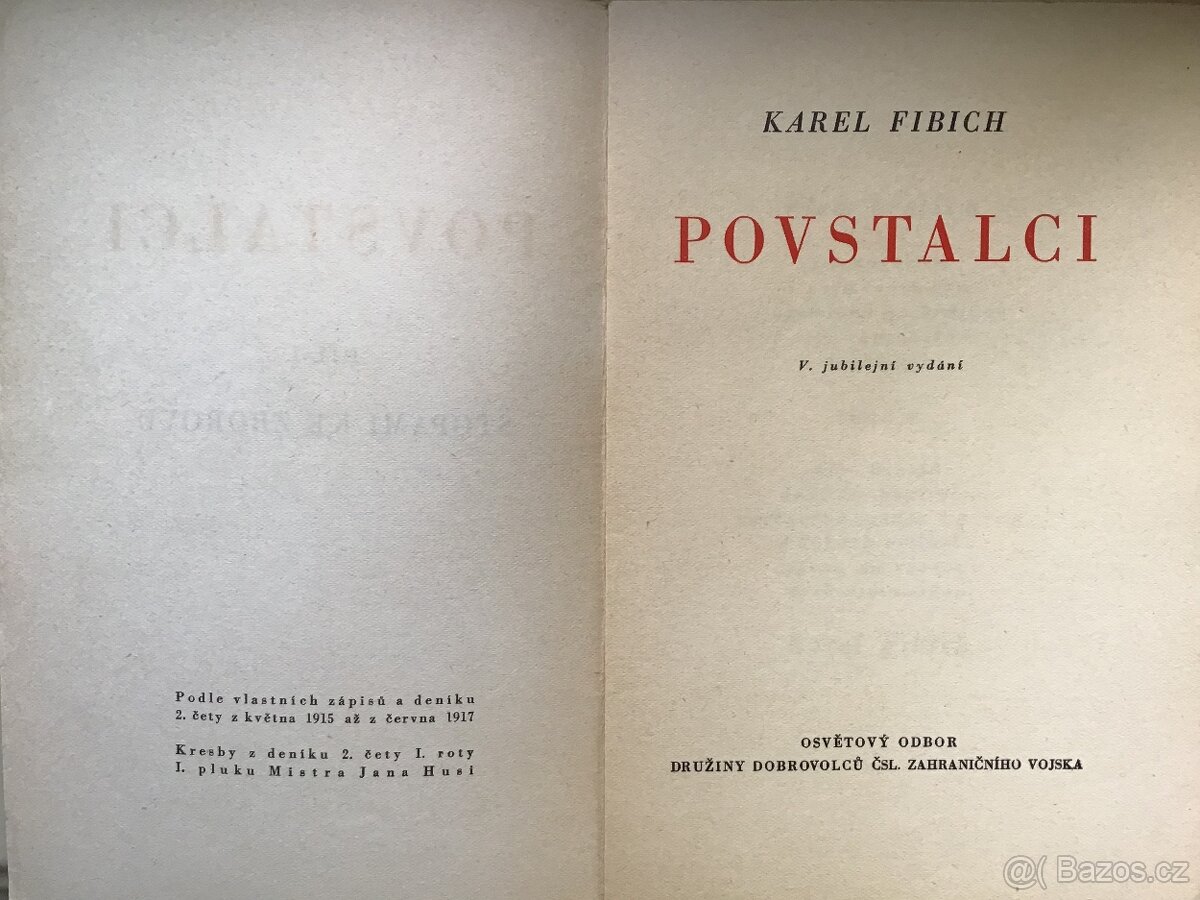 Podle vlastních zápisů a deníku
2. čety z května 1915 až z června 1917
Kresby z deníku 2. čety I. roty
I. pluku Mistra Jana Husi
KAREL FIBICH
POVSTALCI
V. jubilejní vydání
OSVĚTOVÝ ODBOR
DRUŽINY DOBROVOLCŮ ČSL. ZAHRANIČNÍHO VOJSKA
@( Bazos.cz